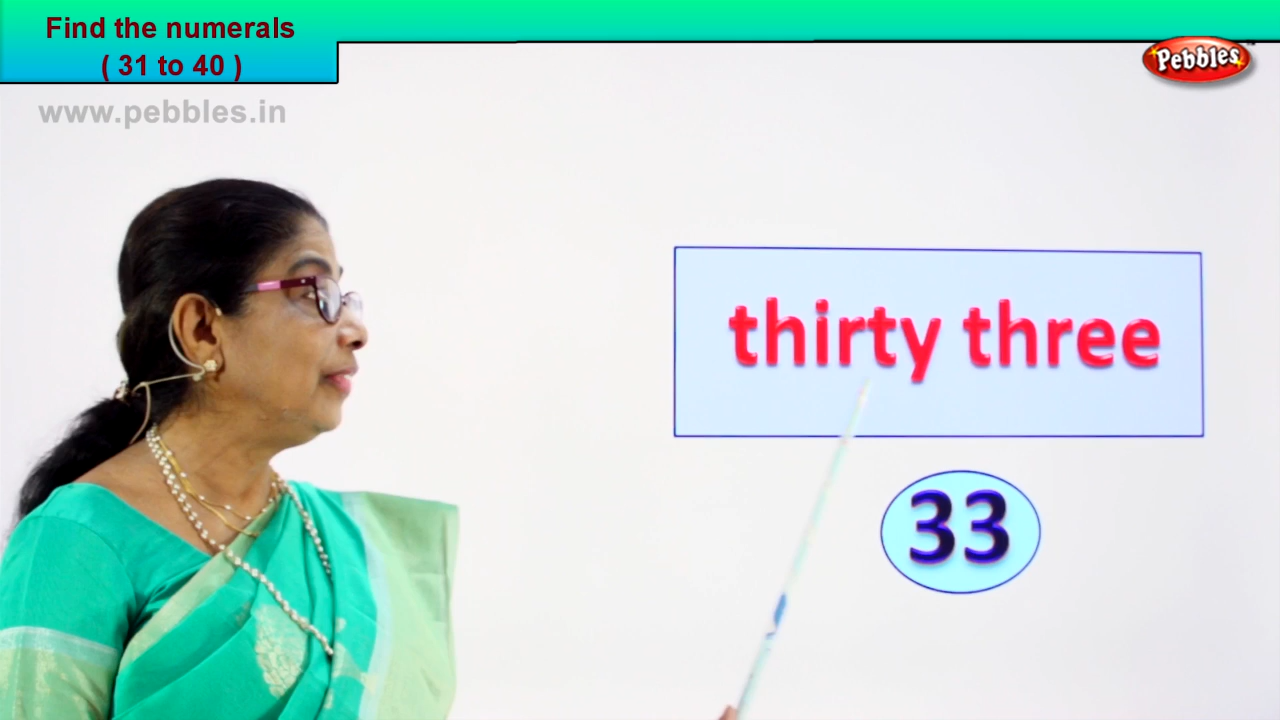 Find the numerals
( 31 to 40 )
Pebbles
www.pebbles.in
thirty three
33